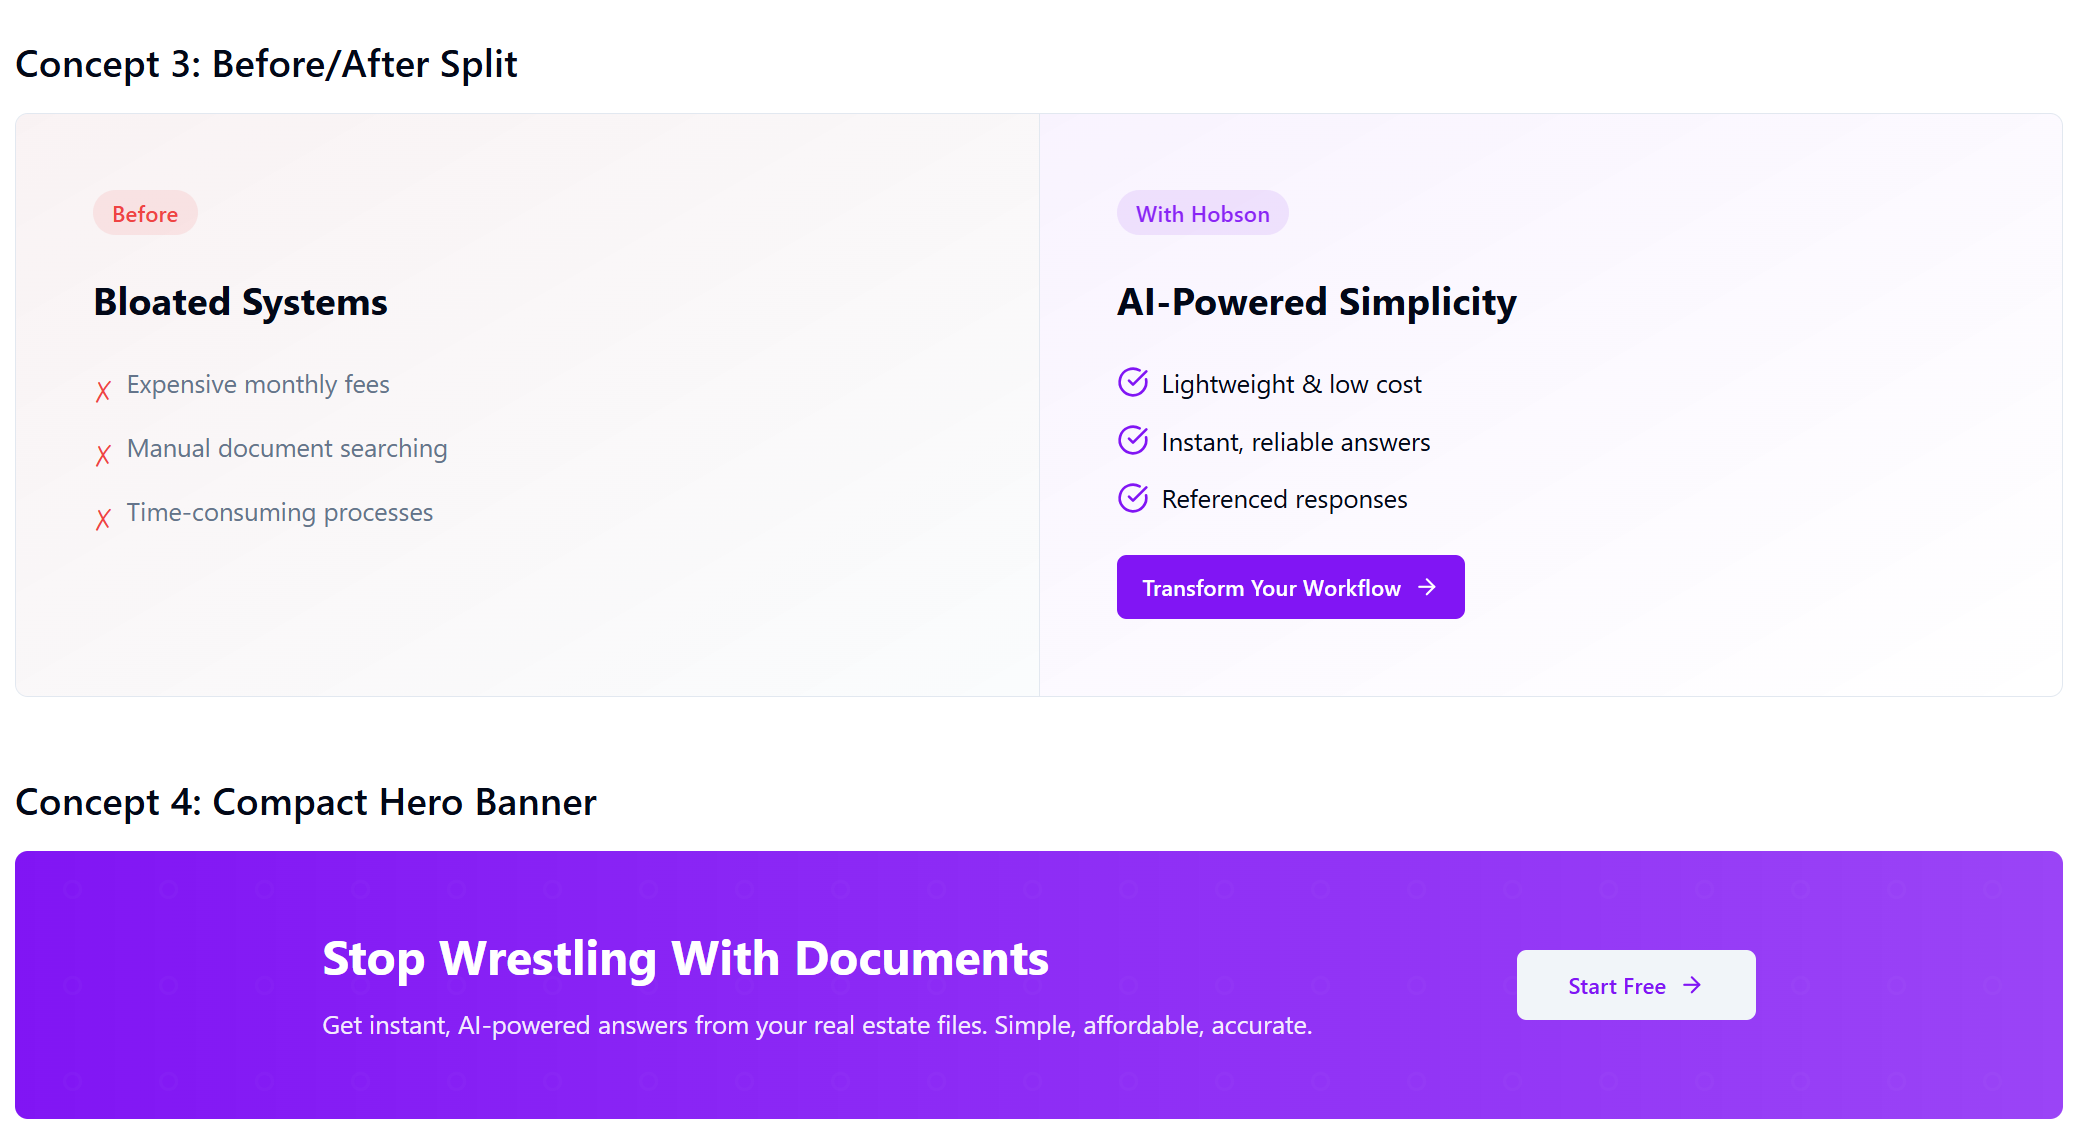 Concept 3: Before/After Split
Before
Bloated Systems
✗ Expensive monthly fees
✗ Manual document searching
✗ Time-consuming processes
With Hobson
AI-Powered Simplicity
Lightweight & low cost
Instant, reliable answers
Referenced responses
Transform Your Workflow →
Concept 4: Compact Hero Banner
Stop Wrestling With Documents
Get instant, AI-powered answers from your real estate files. Simple, affordable, accurate.
Start Free →